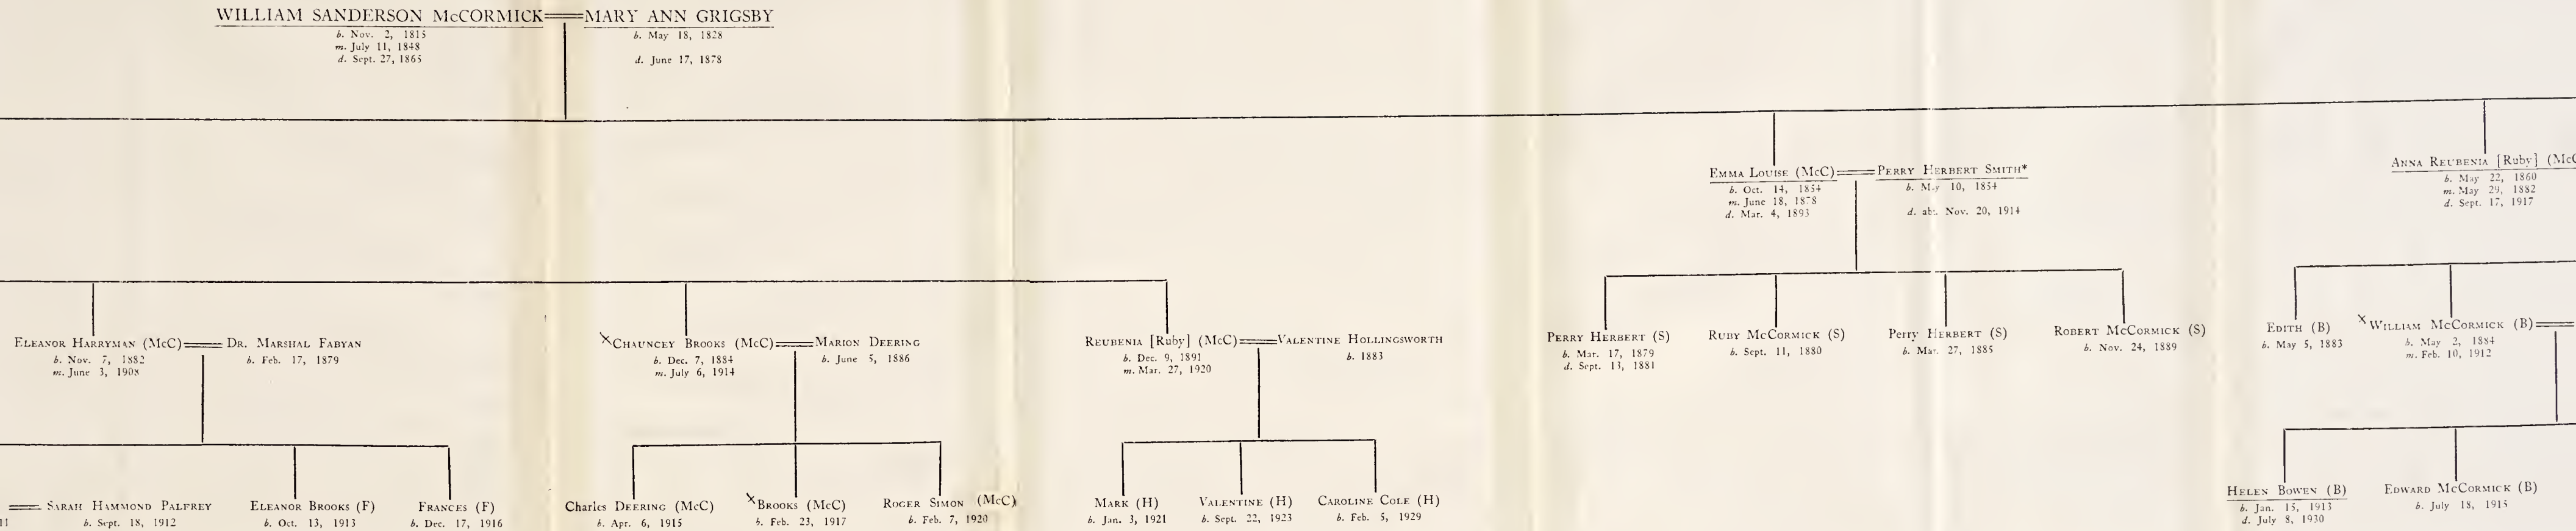 WILLIAM SANDERSON McCORMICK MARY ANN GRIGSBY
b. Nov. 2, 1815
m. July 11, 1848
d. Sept. 27, 1865
b. May 18, 1828
d. June 17, 1878
EMMA LOUISE (McC) PERRY HERBERT SMITH*
b. Oct. 14, 1854
m. June 18, 1878
d. Mar. 4, 1893
b. May 10, 1854
d. abt. Nov. 20, 1914
ANNA REUBENIA [Ruby] (McC
b. May 22, 1860
m. May 29, 1882
d. Sept. 17, 1917
ELEANOR HARRYMAN (McC) DR. MARSHAL FABYAN
b. Nov. 7, 1882
m. June 3, 1908
b. Feb. 17, 1879
XCHAUNCEY BROOKS (McC) MARION DEERING
b. Dec. 7, 1884
m. July 6, 1914
b. June 5, 1886
REUBENIA [Ruby] (McC) VALENTINE HOLLINGSWORTH
b. Dec. 9, 1891
m. Mar. 27, 1920
b. 1883
PERRY HERBERT (S)
b. Mar. 17, 1879
d. Sept. 13, 1881
RUBY McCORMICK (S)
b. Sept. 11, 1880
Perry HERBERT (S)
b. Mar. 27, 1885
ROBERT McCORMICK (S)
b. Nov. 24, 1889
EDITH (B)
b. May 5, 1883
XWILLIAM McCORMICK (B)
b. May 2, 1884
m. Feb. 10, 1912
SARAH HAMMOND PALFREY
b. Sept. 18, 1912
ELEANOR BROOKS (F)
b. Oct. 13, 1913
FRANCES (F)
b. Dec. 17, 1916
Charles DEERING (McC)
b. Apr. 6, 1915
XBROOKS (McC)
b. Feb. 23, 1917
ROGER SIMON (McC)
b. Feb. 7, 1920
MARK (H)
b. Jan. 3, 1921
VALENTINE (H)
b. Sept. 22, 1923
CAROLINE COLE (H)
b. Feb. 5, 1929
HELEN BOWEN (B)
b. Jan. 15, 1913
d. July 8, 1930
EDWARD McCORMICK (B)
b. July 18, 1915